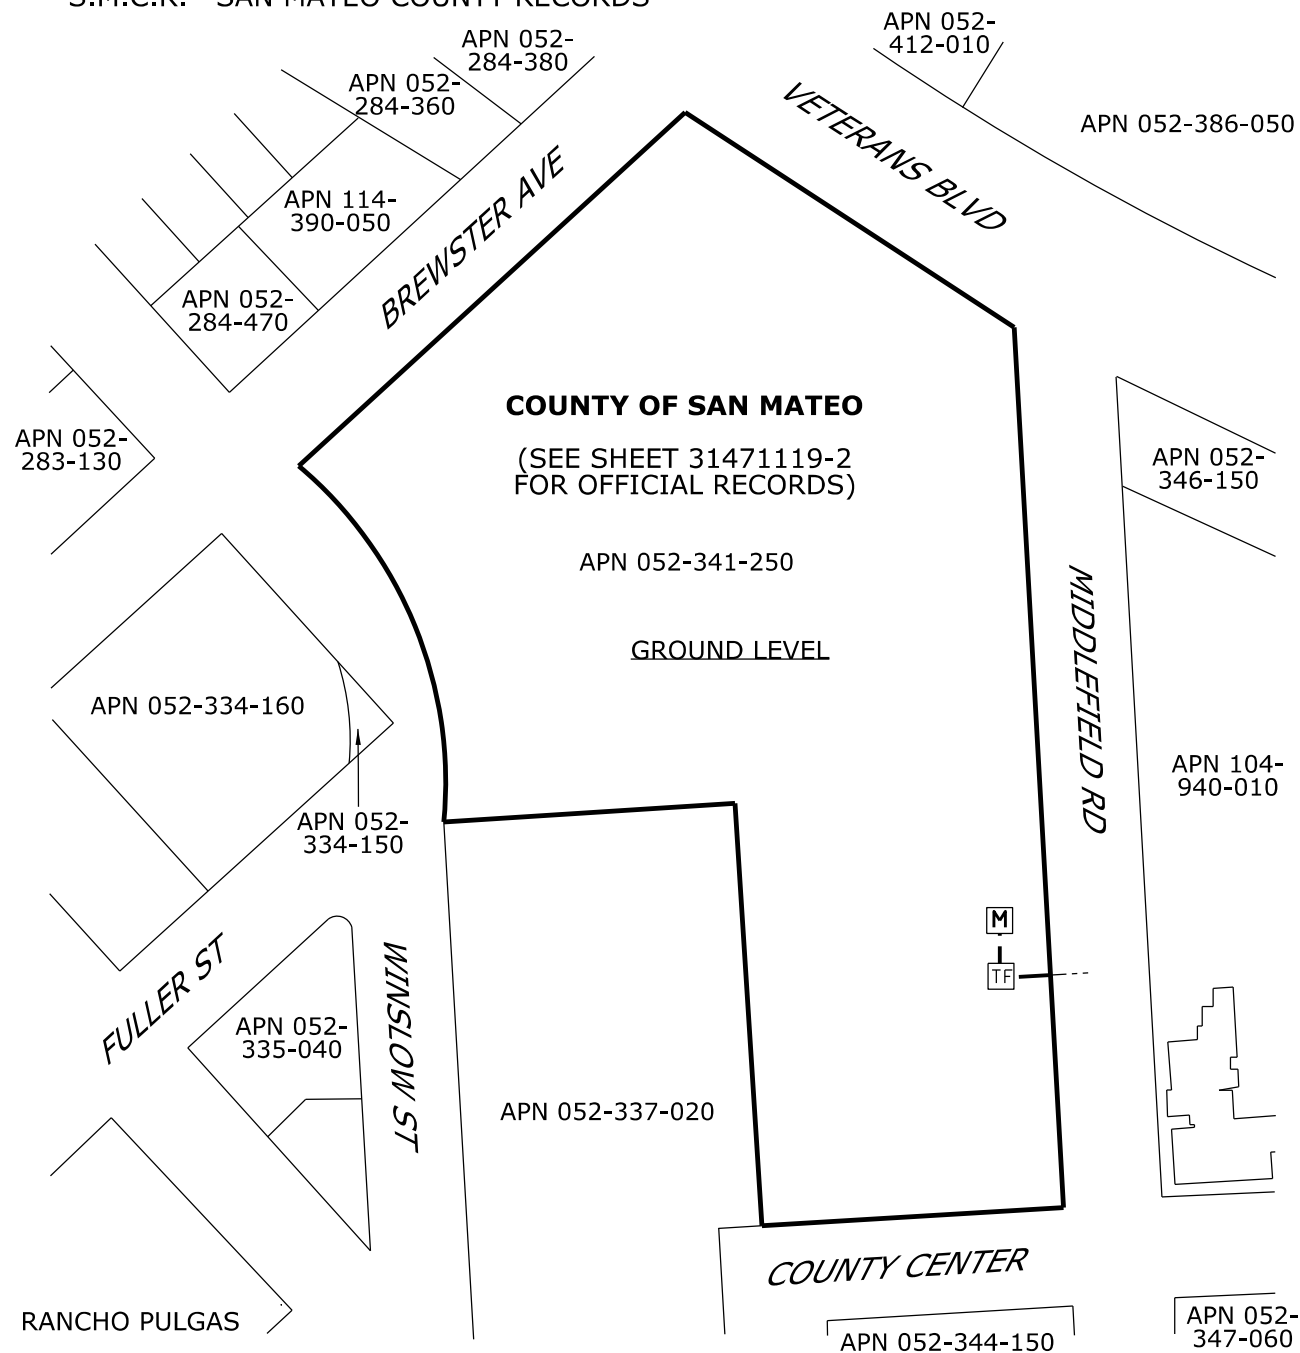 S.M.C.R. SAN MATEO COUNTY RECORDS
APN 052-
412-010
APN 052-
284-380
APN 052-
284-360
VETERANS BLVD
APN 052-386-050
APN 114-
390-050
BREWSTER AVE
APN 052-
284-470
COUNTY OF SAN MATEO
(SEE SHEET 31471119-2
FOR OFFICIAL RECORDS)
APN 052-
283-130
APN 052-
346-150
APN 052-341-250
GROUND LEVEL
MIDDLEFIELD RD
APN 052-334-160
APN 104-
940-010
APN 052-
334-150
M
TF
FULLER ST
WINSLOW ST
APN 052-
335-040
APN 052-337-020
COUNTY CENTER
RANCHO PULGAS
APN 052-344-150
APN 052-
347-060